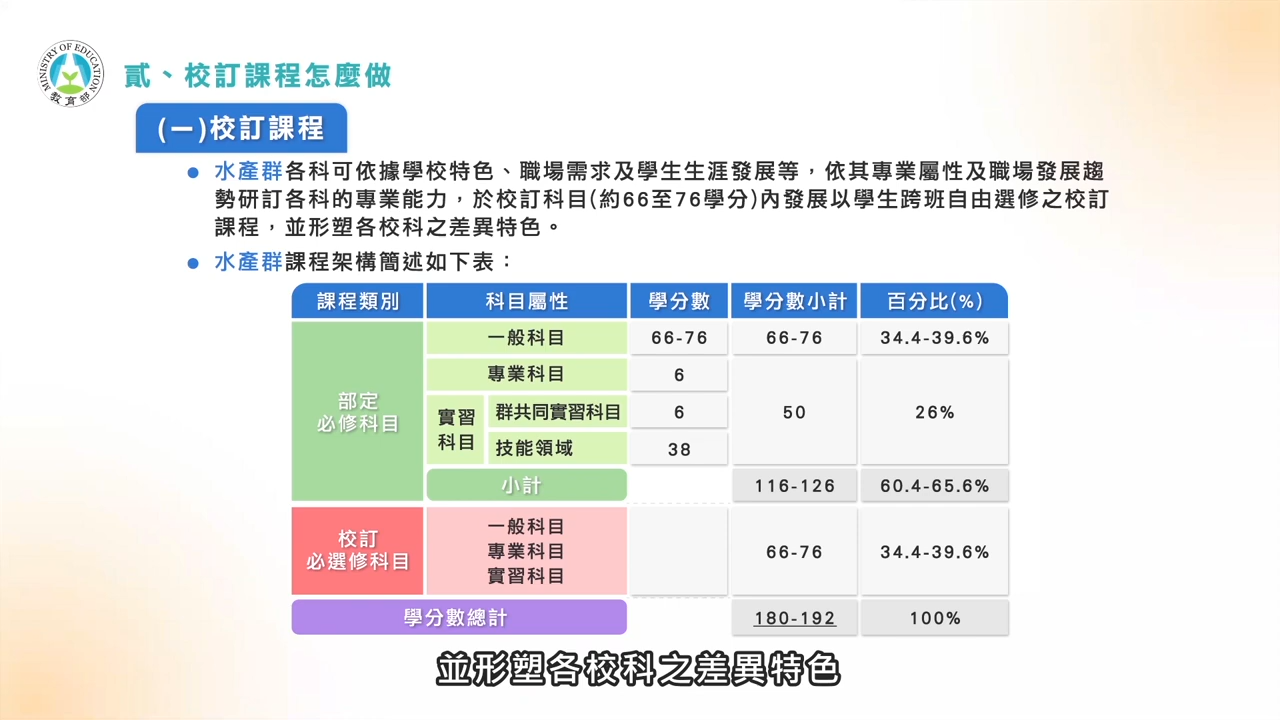 MINISTRY OF EDUCATION
教育部
貳、校訂課程怎麼做
(一)校訂課程
水產群各科可依據學校特色、職場需求及學生生涯發展等，依其專業屬性及職場發展趨
勢研訂各科的專業能力，於校訂科目(約66至76學分)內發展以學生跨班自由選修之校訂
課程，並形塑各校科之差異特色。
水產群課程架構簡述如下表：
課程類別 科目屬性 學分數 學分數小計 百分比(%)
部定
必修科目
一般科目 66-76 66-76 34.4-39.6%
專業科目 6
實習
科目
群共同實習科目 6 50 26%
技能領域 38
小計 116-126 60.4-65.6%
校訂
必選修科目
一般科目
專業科目 66-76 34.4-39.6%
實習科目
學分數總計 180-192 100%
並形塑各校科之差異特色